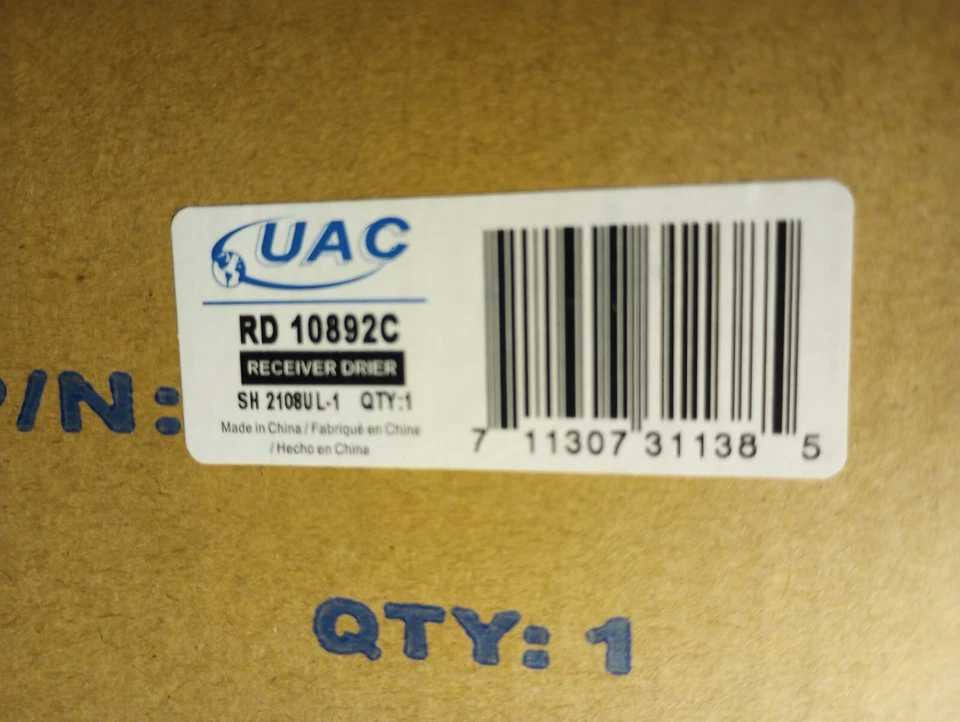 UAC
RD 10892C
RECEIVER DRIER
SH 2108UL-1 QTY:1
Made in China / Fabriqué en Chine
/ Hecho en China
7 11307 31138 5
P/N:
QTY: 1